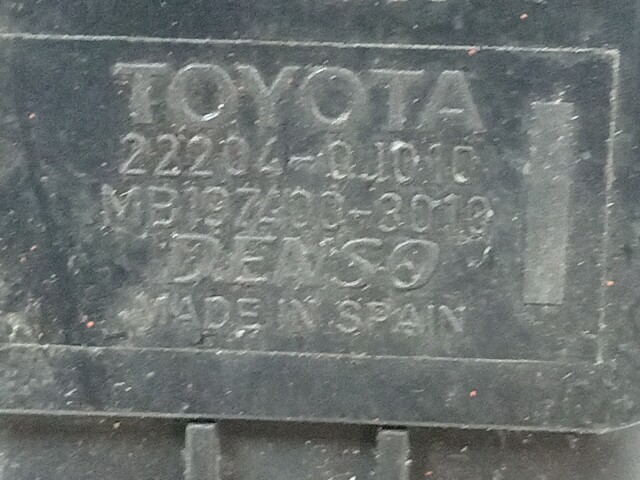 TOYOTA
22204-0J010
MB197400-3019
DENSO
MADE IN SPAIN